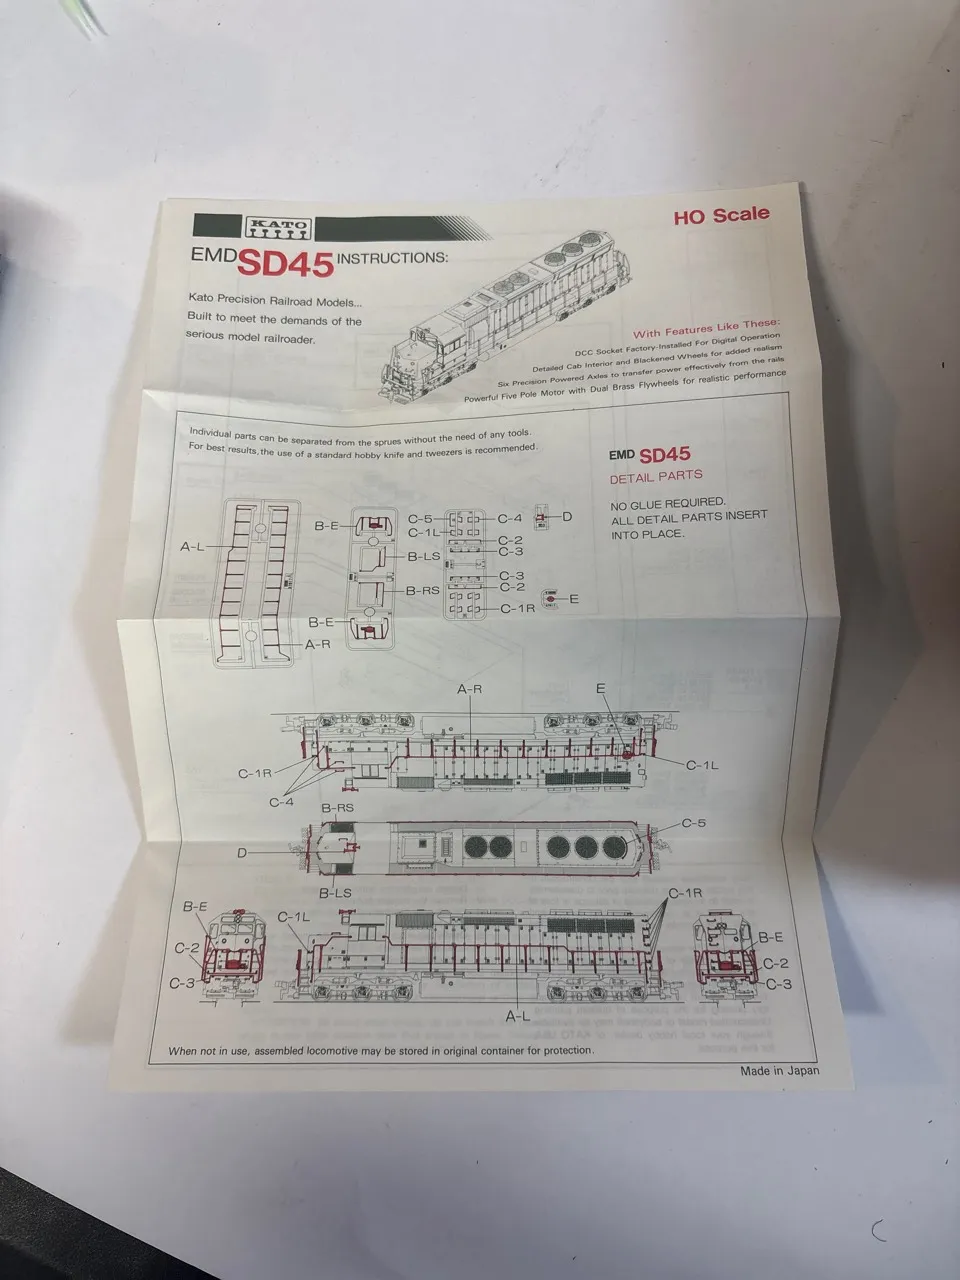 KATO
HO Scale
EMD SD45 INSTRUCTIONS:
Kato Precision Railroad Models...
Built to meet the demands of the
serious model railroader.
With Features Like These:
DCC Socket Factory-Installed For Digital Operation
Detailed Cab Interior and Blackened Wheels for added realism
Six Precision Powered Axles to transfer power effectively from the rails
Powerful Five Pole Motor with Dual Brass Flywheels for realistic performance
Individual parts can be separated from the sprues without the need of any tools.
For best results, the use of a standard hobby knife and tweezers is recommended.
EMD SD45
DETAIL PARTS
NO GLUE REQUIRED.
ALL DETAIL PARTS INSERT
INTO PLACE.
A-L
A-R
B-E
B-LS
B-RS
B-E
C-5
C-4
C-1L
C-2
C-3
C-3
C-2
C-1R
D
E
A-R
E
C-1R
C-4
C-1L
B-RS
D
C-5
B-LS
B-E
C-2
C-3
C-1L
C-1R
A-L
B-E
C-2
C-3
When not in use, assembled locomotive may be stored in original container for protection.
Made in Japan